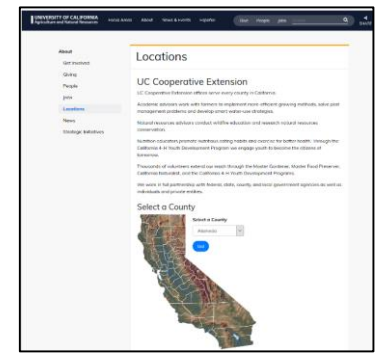 UNIVERSITY OF CALIFORNIA
Agriculture and Natural Resources
About
Get Involved
Giving
People
Jobs
Locations
News
Strategic Initiatives
Locations
UC Cooperative Extension
UC Cooperative Extension offices serve every county in California.
Academic advisors work with farmers to implement more efficient growing methods, solve pest
management problems and develop smart water-use strategies.
Natural resources advisors conduct wildfire education and research natural resources
conservation.
Nutrition educators promote nutritious eating habits and exercise for better health. Through the
California 4-H Youth Development Program we engage youth to become the citizens of
tomorrow.
Thousands of volunteers extend our reach through the Master Gardener, Master Food Preserver,
California Naturalist, and the California 4-H Youth Development Programs.
We work in full partnership with federal, state, county, and local government agencies as well as
individuals and private entities.
Select a County
Select a County
Alameda